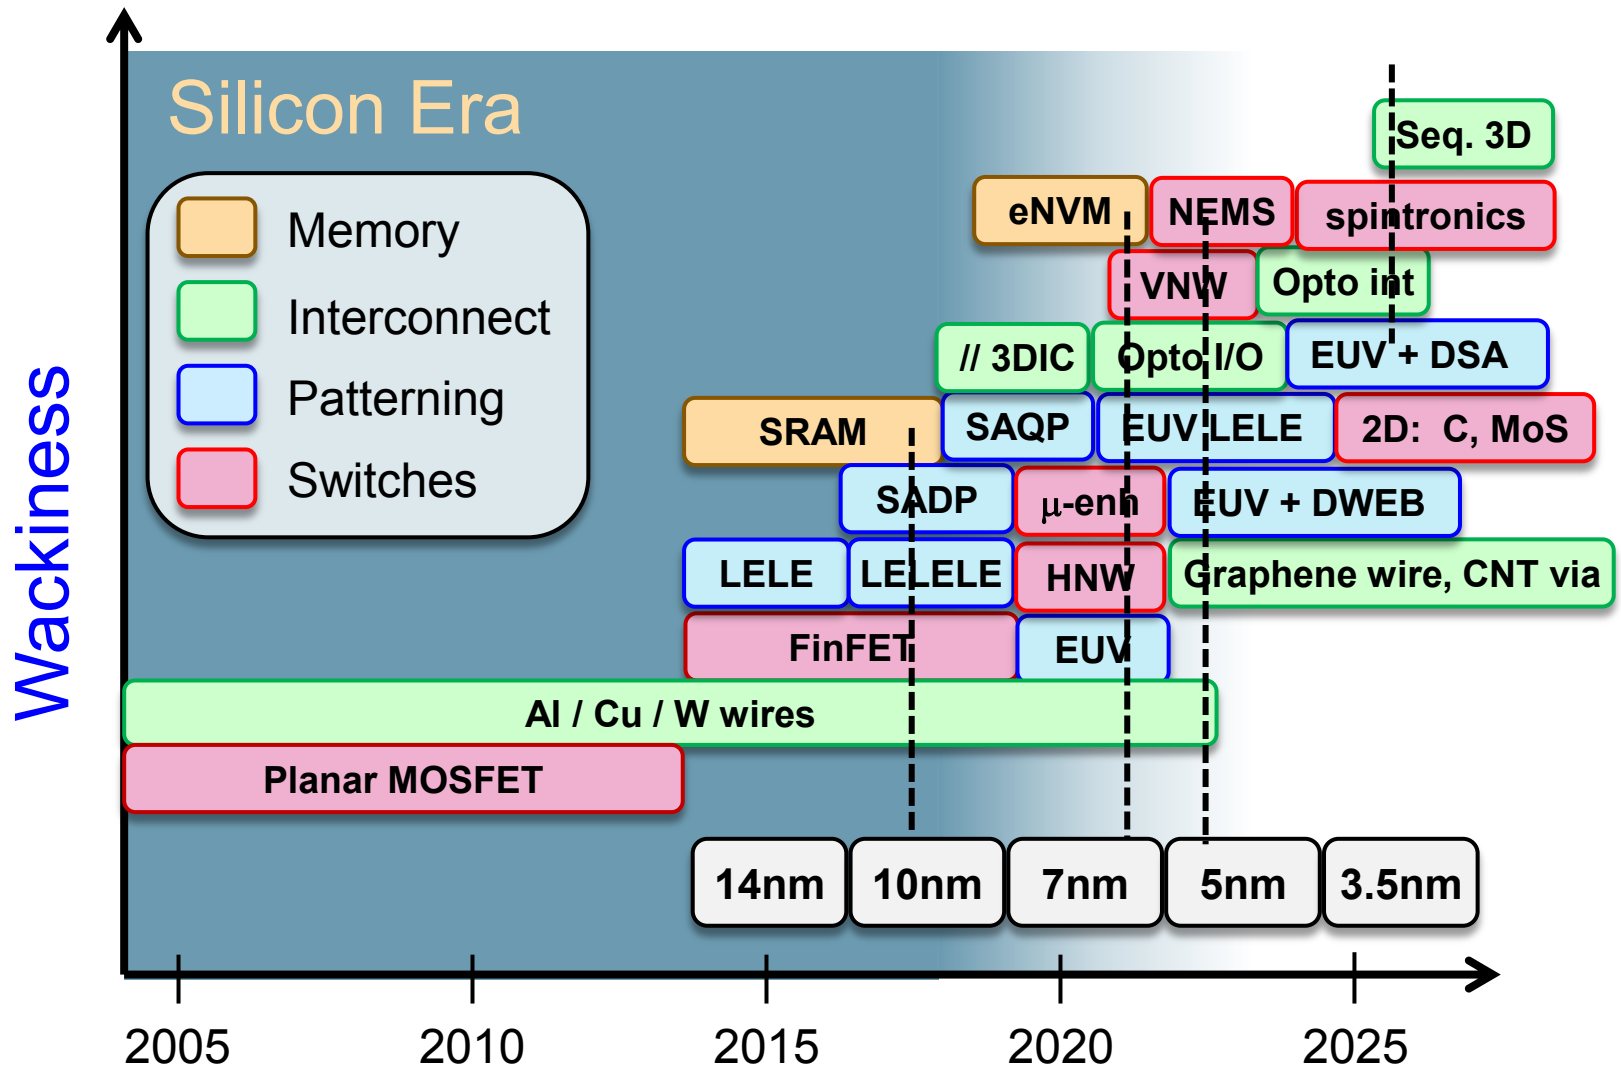 Silicon Era
Memory
Interconnect
Patterning
Switches
Wackiness
Seq. 3D
eNVM
NEMS
spintronics
VNW
Opto int
// 3DIC
Opto I/O
EUV + DSA
SRAM
SAQP
EUV LELE
2D: C, MoS
SADP
μ-enh
EUV + DWEB
LELE
LELELE
HNW
Graphene wire, CNT via
FinFET
EUV
Al / Cu / W wires
Planar MOSFET
14nm
10nm
7nm
5nm
3.5nm
2005
2010
2015
2020
2025